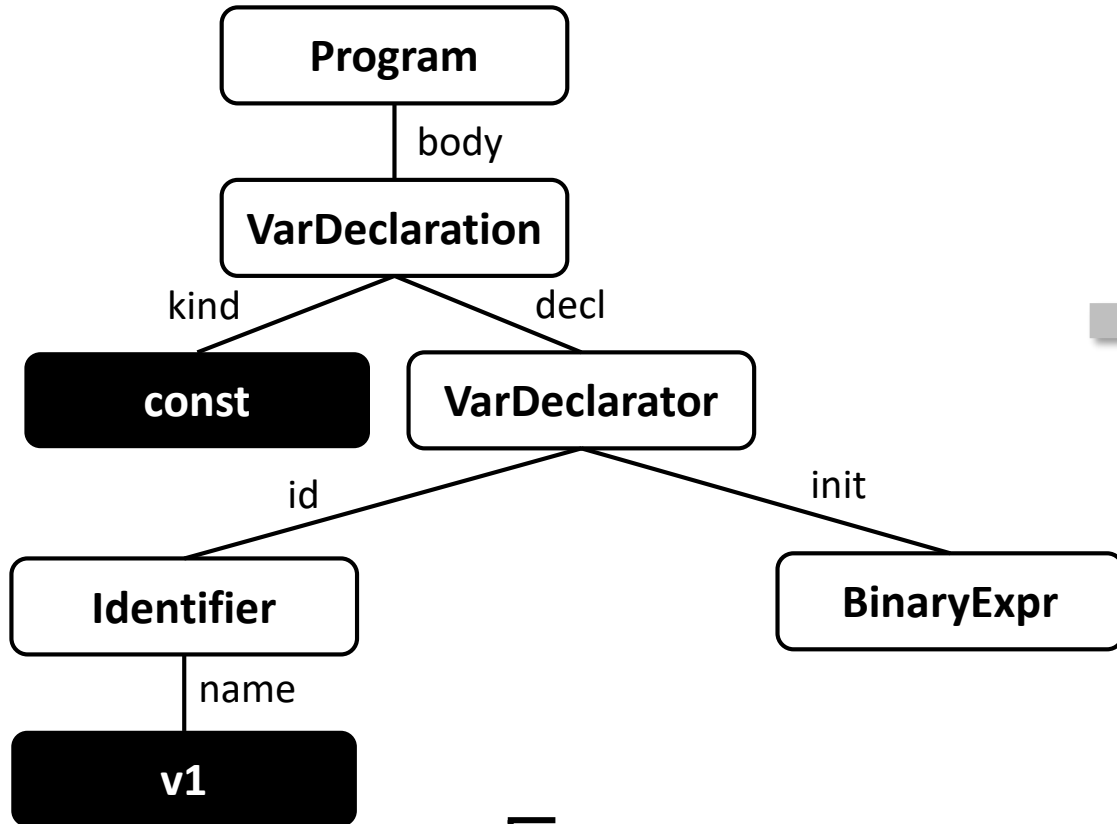 Program
body
VarDeclaration
kind
decl
const
VarDeclarator
id
init
Identifier
BinaryExpr
name
v1